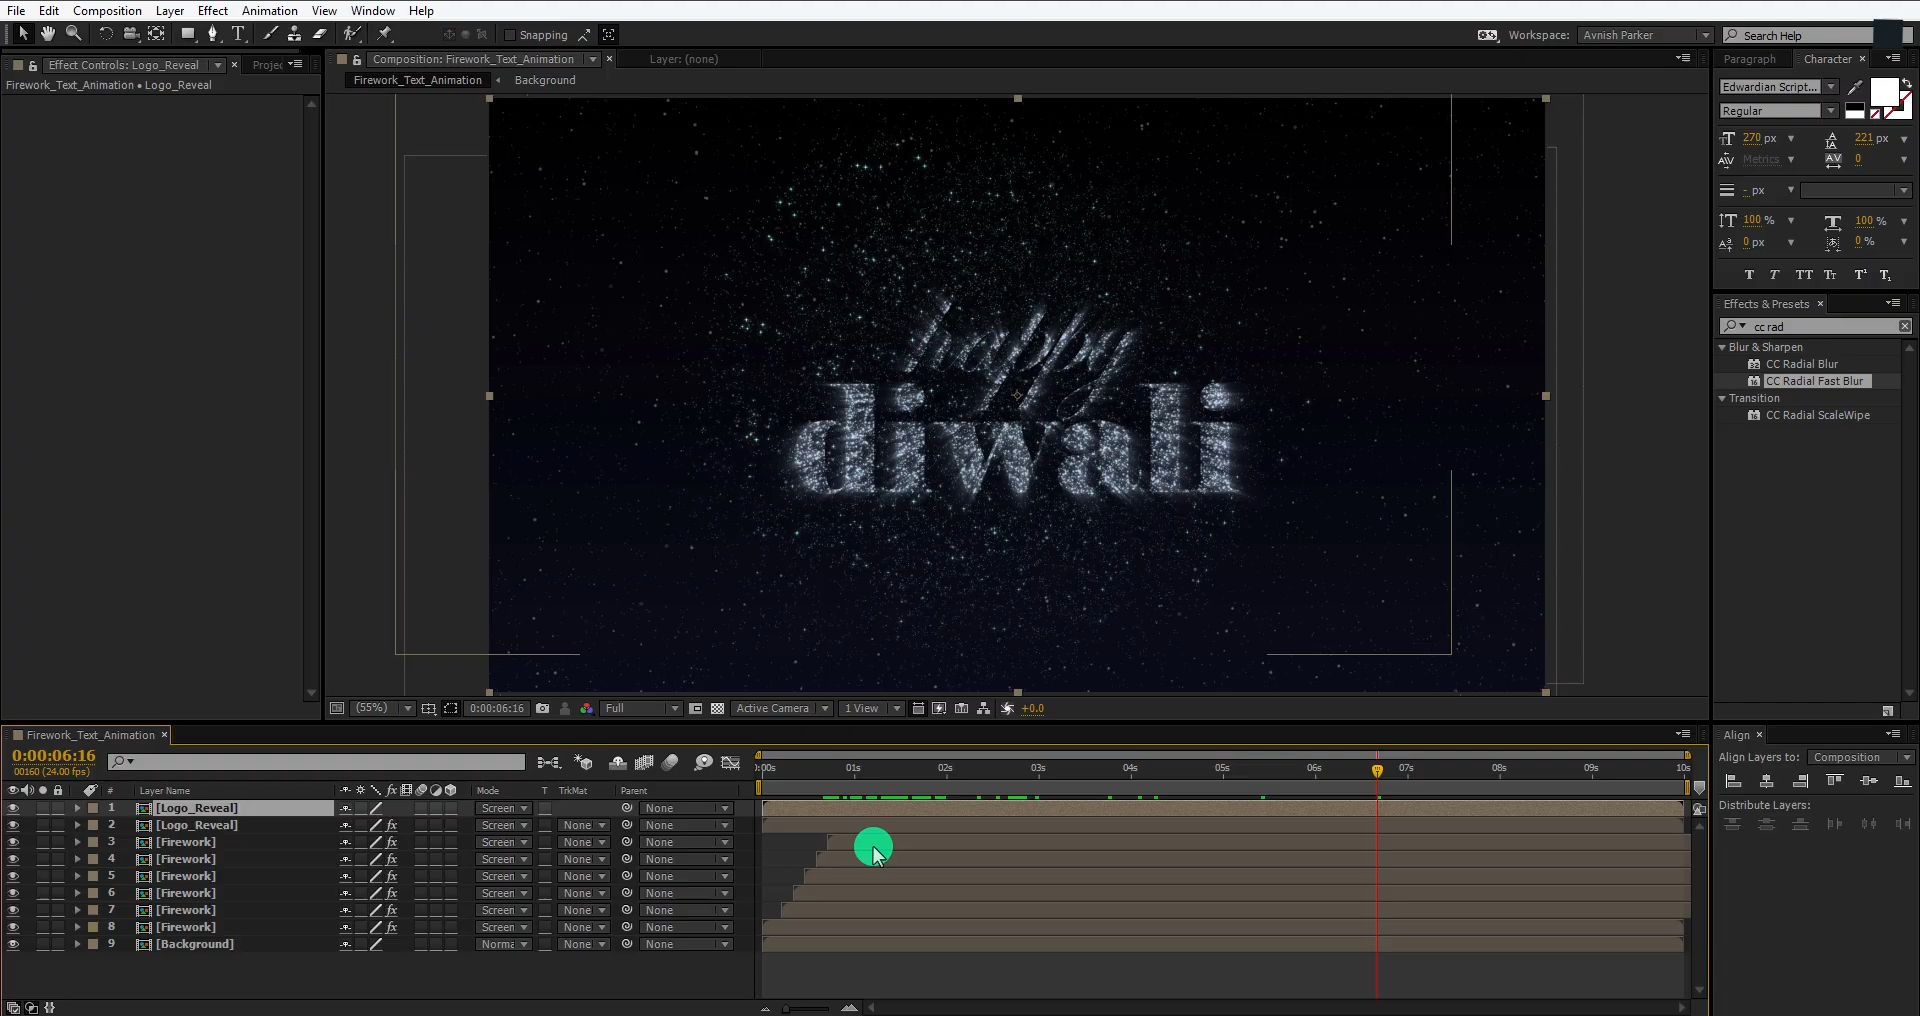 File Edit Composition Layer Effect Animation View Window Help
Snapping
Workspace: Avnish Parker
Search Help
Effect Controls: Logo_Reveal
Projec
Firework_Text_Animation • Logo_Reveal
Composition: Firework_Text_Animation
Layer: (none)
Firework_Text_Animation
Background
happy
diwali
(55%)
0:00:06:16
Full
Active Camera
1 View
+0.0
Paragraph
Character
Edwardian Script...
Regular
270 px
221 px
Metrics
0
- px
100 %
100 %
0 px
0 %
Effects & Presets
cc rad
Blur & Sharpen
CC Radial Blur
CC Radial Fast Blur
Transition
CC Radial ScaleWipe
Firework_Text_Animation
0:00:06:16
00160 (24.00 fps)
# Layer Name Mode T TrkMat Parent
:00s 01s 02s 03s 04s 05s 06s 07s 08s 09s 10s
1 [Logo_Reveal] Screen None
2 [Logo_Reveal] Screen None None
3 [Firework] Screen None None
4 [Firework] Screen None None
5 [Firework] Screen None None
6 [Firework] Screen None None
7 [Firework] Screen None None
8 [Firework] Screen None None
9 [Background] Norma None None
Align
Align Layers to: Composition
Distribute Layers: